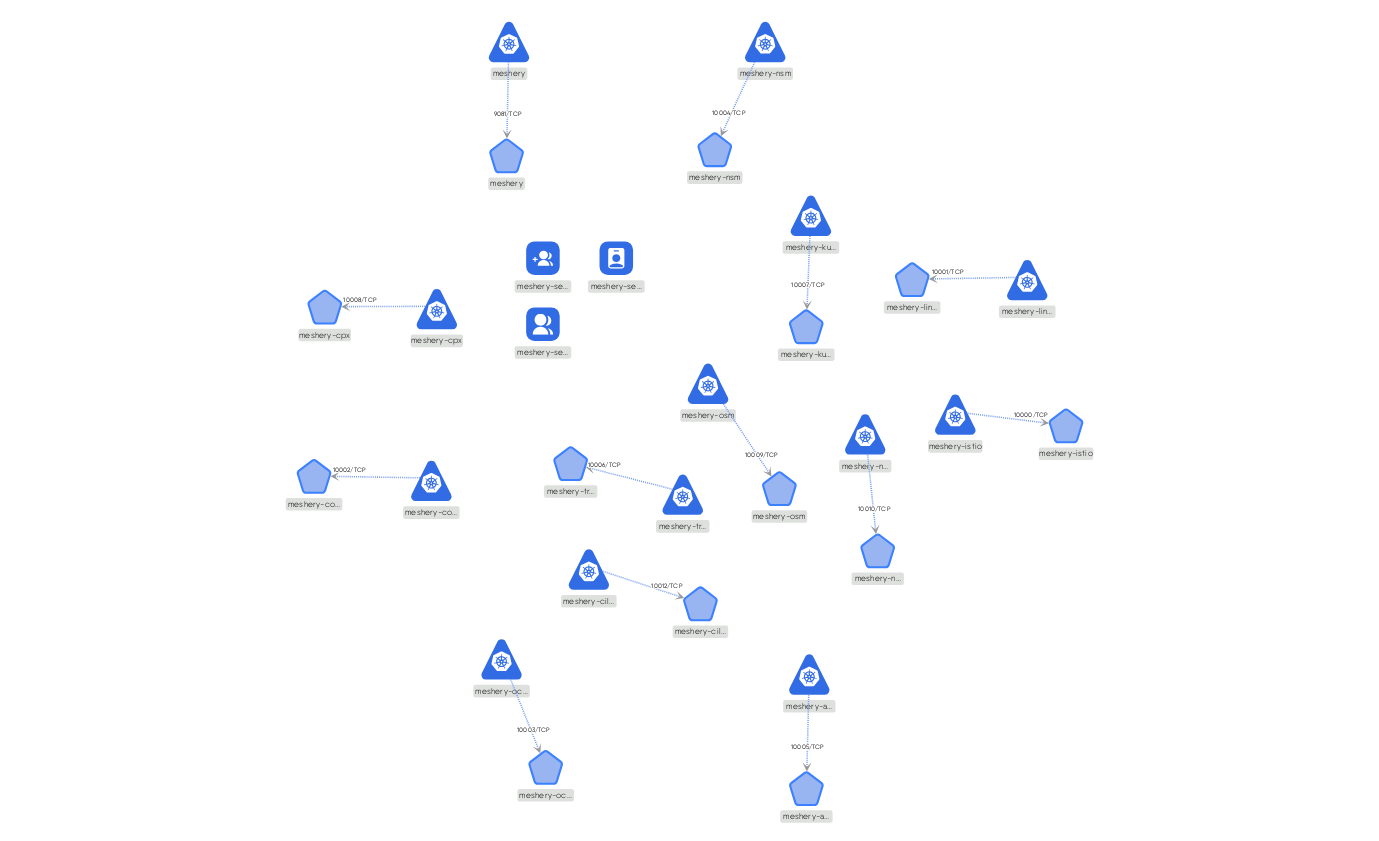 meshery
meshery-nsm
9081/TCP
10004/TCP
meshery
meshery-nsm
meshery-ku...
meshery-se...
meshery-se...
10001/TCP
10007/TCP
meshery-lin...
meshery-lin...
10008/TCP
meshery-cpx
meshery-cpx
meshery-se...
meshery-ku...
meshery-osm
10000/TCP
meshery-istio
meshery-istio
10009/TCP
meshery-n...
10002/TCP
10006/TCP
meshery-co...
meshery-co...
meshery-tr...
meshery-tr...
meshery-osm
10010/TCP
meshery-n...
10012/TCP
meshery-cil...
meshery-cil...
meshery-oc...
meshery-a...
10003/TCP
10005/TCP
meshery-oc...
meshery-a...